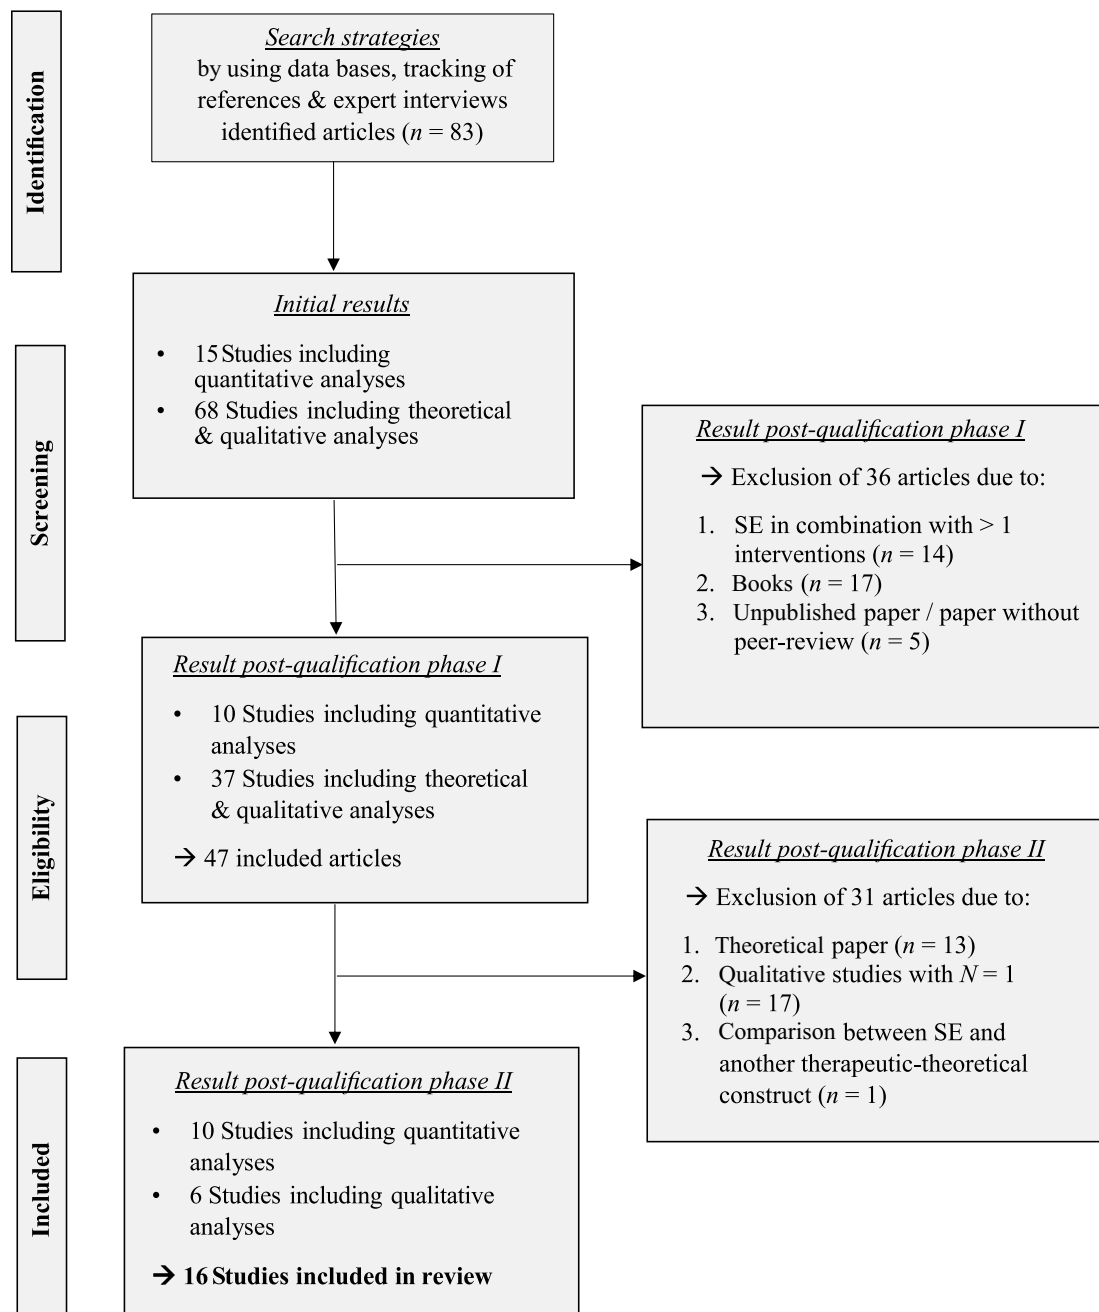 Identification
Search strategies
by using data bases, tracking of
references & expert interviews
identified articles (n = 83)
Screening
Initial results
• 15 Studies including
quantitative analyses
• 68 Studies including theoretical
& qualitative analyses
Result post-qualification phase I
→ Exclusion of 36 articles due to:
1. SE in combination with > 1
interventions (n = 14)
2. Books (n = 17)
3. Unpublished paper / paper without
peer-review (n = 5)
Eligibility
Result post-qualification phase I
• 10 Studies including quantitative
analyses
• 37 Studies including theoretical
& qualitative analyses
→ 47 included articles
Result post-qualification phase II
→ Exclusion of 31 articles due to:
1. Theoretical paper (n = 13)
2. Qualitative studies with N = 1
(n = 17)
3. Comparison between SE and
another therapeutic-theoretical
construct (n = 1)
Included
Result post-qualification phase II
• 10 Studies including quantitative
analyses
• 6 Studies including qualitative
analyses
→ 16 Studies included in review